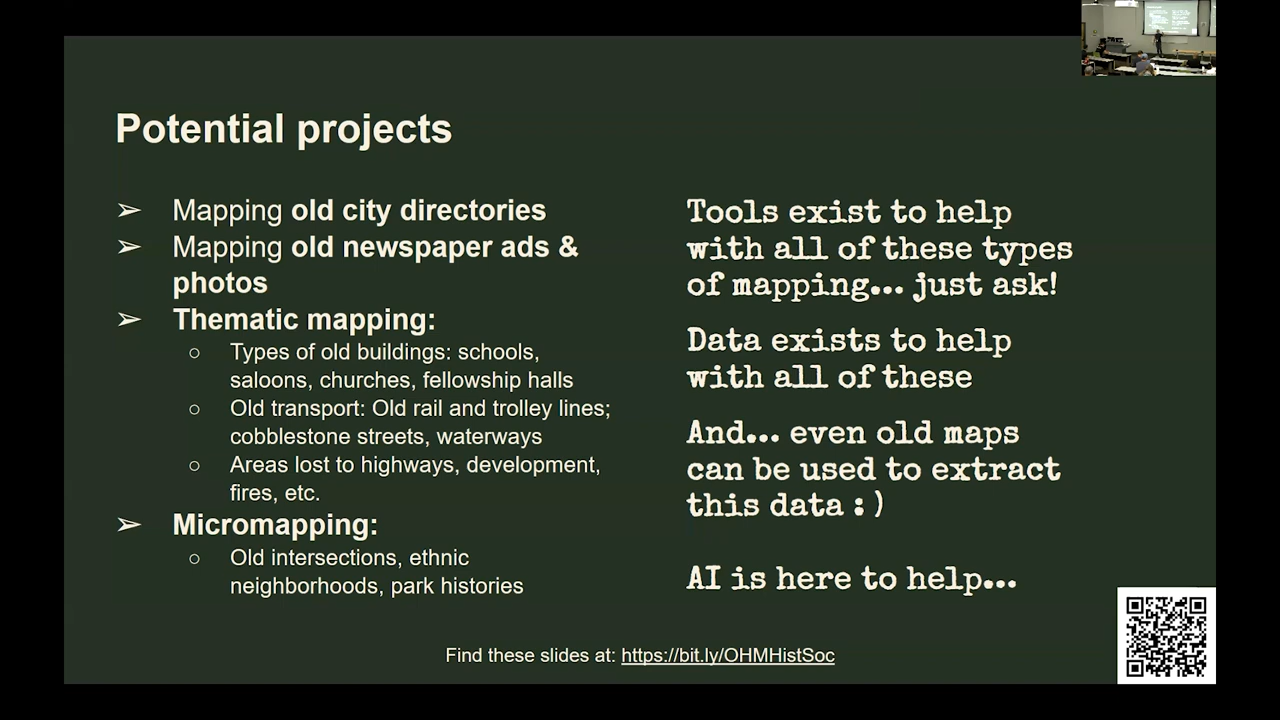 Potential projects
➢ Mapping old city directories
➢ Mapping old newspaper ads &
photos
➢ Thematic mapping:
○ Types of old buildings: schools,
saloons, churches, fellowship halls
○ Old transport: Old rail and trolley lines;
cobblestone streets, waterways
○ Areas lost to highways, development,
fires, etc.
➢ Micromapping:
○ Old intersections, ethnic
neighborhoods, park histories
Tools exist to help
with all of these types
of mapping... just ask!
Data exists to help
with all of these
And... even old maps
can be used to extract
this data :)
AI is here to help...
Find these slides at: https://bit.ly/OHMHistSoc